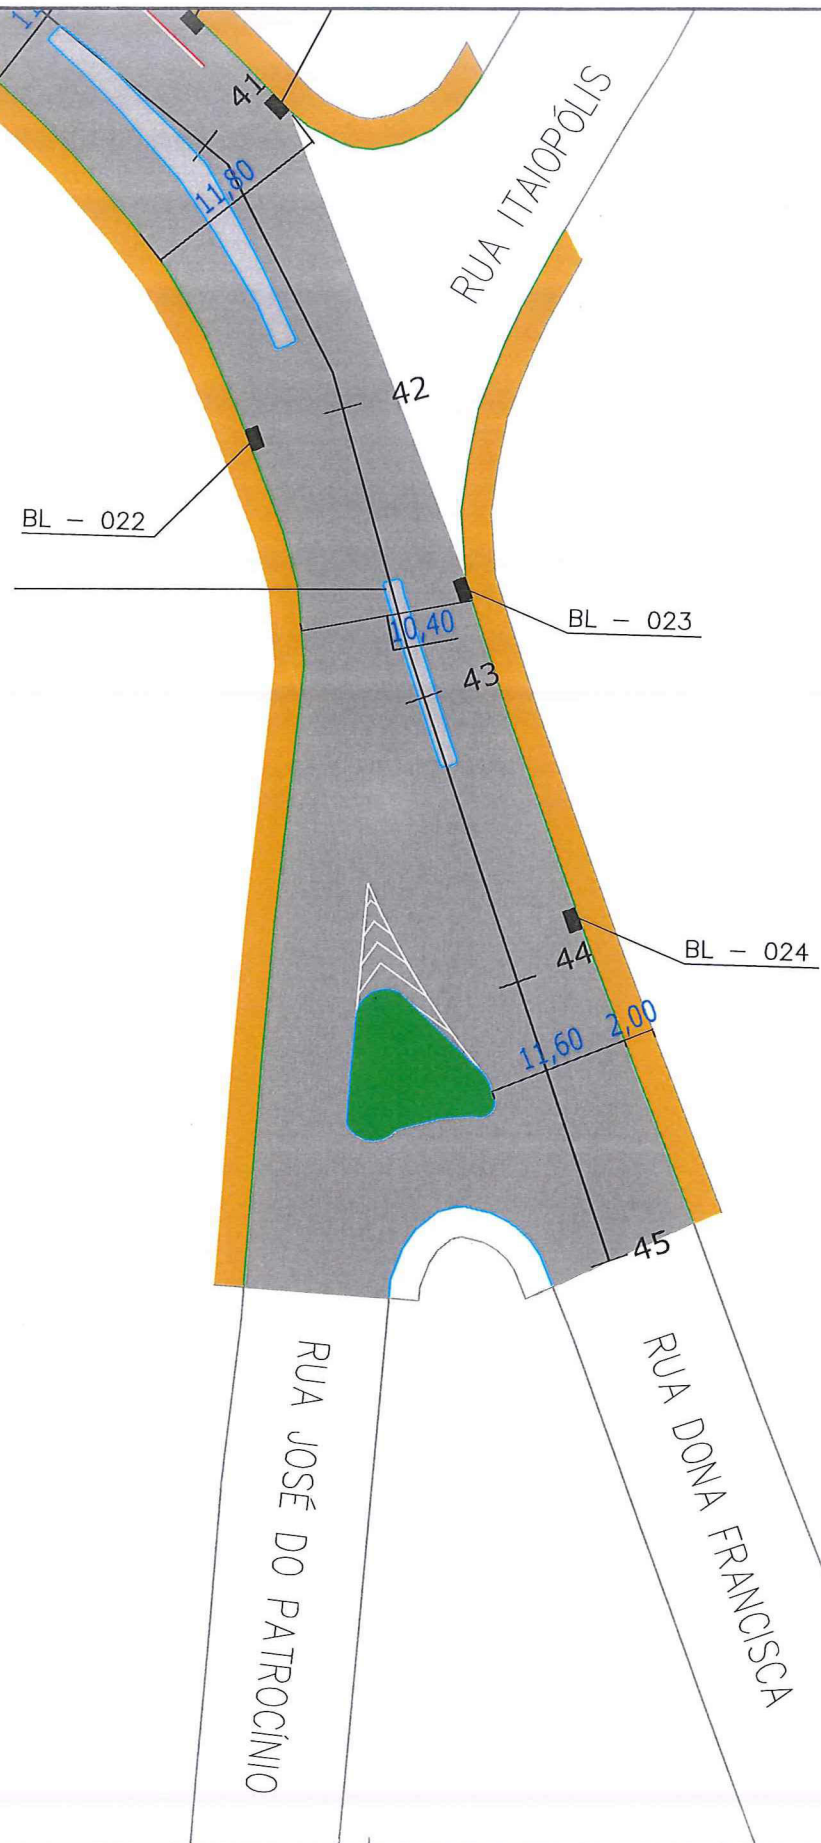 41
11,80
RUA ITAIOPÓLIS
42
BL - 022
BL - 023
10,40
43
44
BL - 024
2,00
11,60
45
RUA JOSÉ DO PATROCÍNIO
RUA DONA FRANCISCA